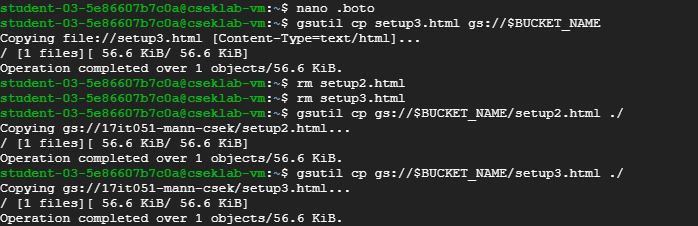 student-03-5e86607b7c0a@cseklab-vm:~$ nano .boto
student-03-5e86607b7c0a@cseklab-vm:~$ gsutil cp setup3.html gs://$BUCKET_NAME
Copying file://setup3.html [Content-Type=text/html]...
/ [1 files][ 56.6 KiB/ 56.6 KiB]
Operation completed over 1 objects/56.6 KiB.
student-03-5e86607b7c0a@cseklab-vm:~$ rm setup2.html
student-03-5e86607b7c0a@cseklab-vm:~$ rm setup3.html
student-03-5e86607b7c0a@cseklab-vm:~$ gsutil cp gs://$BUCKET_NAME/setup2.html ./
Copying gs://17it051-mann-csek/setup2.html...
/ [1 files][ 56.6 KiB/ 56.6 KiB]
Operation completed over 1 objects/56.6 KiB.
student-03-5e86607b7c0a@cseklab-vm:~$ gsutil cp gs://$BUCKET_NAME/setup3.html ./
Copying gs://17it051-mann-csek/setup3.html...
/ [1 files][ 56.6 KiB/ 56.6 KiB]
Operation completed over 1 objects/56.6 KiB.